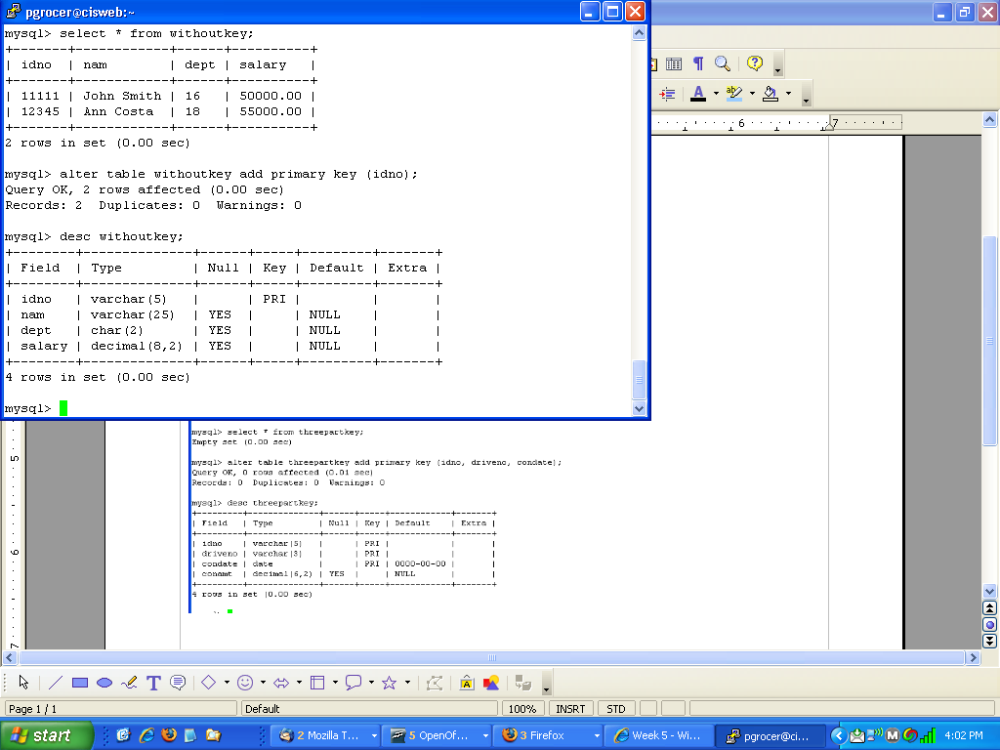 pgrocer@cisweb:~
mysql> select * from withoutkey;
+-------+------------+------+----------+
| idno  | nam        | dept | salary   |
+-------+------------+------+----------+
| 11111 | John Smith | 16   | 50000.00 |
| 12345 | Ann Costa  | 18   | 55000.00 |
+-------+------------+------+----------+
2 rows in set (0.00 sec)
mysql> alter table withoutkey add primary key (idno);
Query OK, 2 rows affected (0.00 sec)
Records: 2  Duplicates: 0  Warnings: 0
mysql> desc withoutkey;
+--------+--------------+------+-----+---------+-------+
| Field  | Type         | Null | Key | Default | Extra |
+--------+--------------+------+-----+---------+-------+
| idno   | varchar(5)   |      | PRI |         |       |
| nam    | varchar(25)  | YES  |     | NULL    |       |
| dept   | char(2)      | YES  |     | NULL    |       |
| salary | decimal(8,2) | YES  |     | NULL    |       |
+--------+--------------+------+-----+---------+-------+
4 rows in set (0.00 sec)
mysql>
6 7
5
6
7
mysql> select * from threepartkey;
Empty set (0.00 sec)
mysql> alter table threepartkey add primary key (idno, driveno, condate);
Query OK, 0 rows affected (0.01 sec)
Records: 0  Duplicates: 0  Warnings: 0
mysql> desc threepartkey;
+---------+--------------+------+-----+------------+-------+
| Field   | Type         | Null | Key | Default    | Extra |
+---------+--------------+------+-----+------------+-------+
| idno    | varchar(5)   |      | PRI |            |       |
| driveno | varchar(3)   |      | PRI |            |       |
| condate | date         |      | PRI | 0000-00-00 |       |
| conamt  | decimal(6,2) | YES  |     | NULL       |       |
+---------+--------------+------+-----+------------+-------+
4 rows in set (0.00 sec)
Page 1 / 1 Default 100% INSRT STD
start 2 Mozilla T... 5 OpenOf... 3 Firefox Week 5 - Wi... pgrocer@ci... 4:02 PM